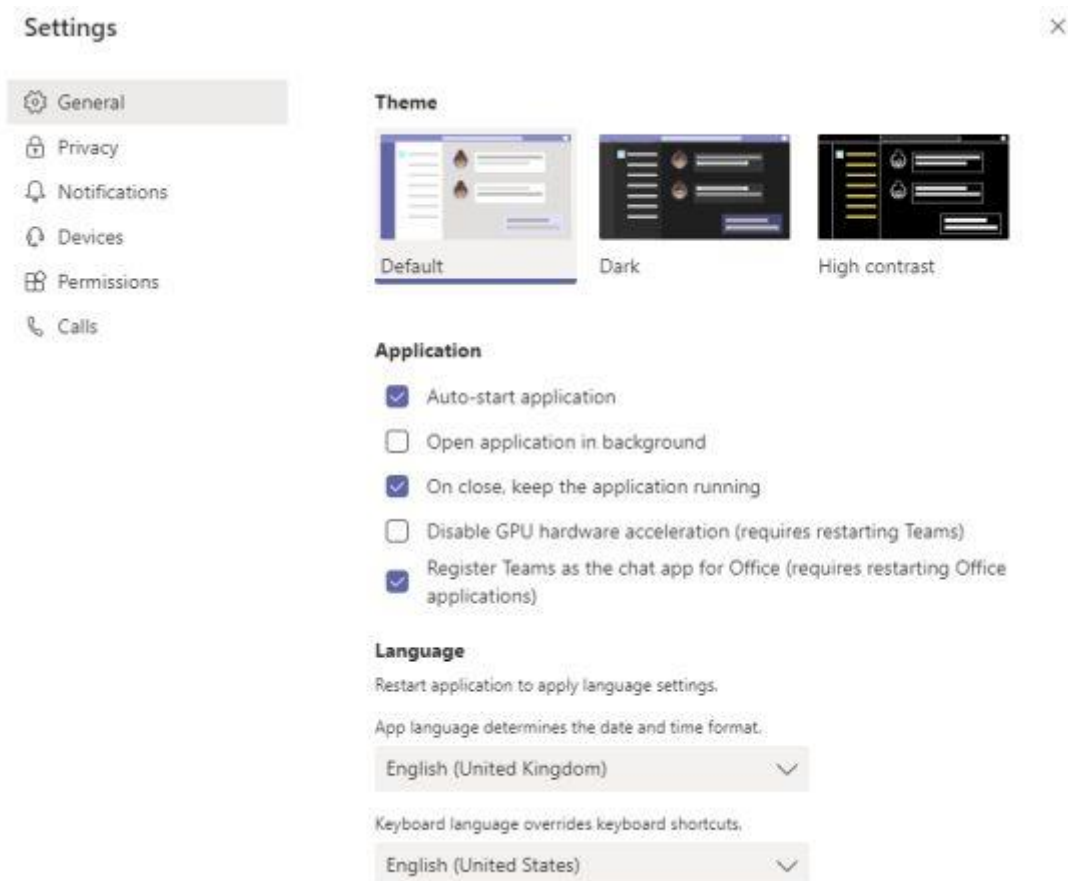 Settings
General
Privacy
Notifications
Devices
Permissions
Calls
Theme
Default
Dark
High contrast
Application
Auto-start application
Open application in background
On close, keep the application running
Disable GPU hardware acceleration (requires restarting Teams)
Register Teams as the chat app for Office (requires restarting Office
applications)
Language
Restart application to apply language settings.
App language determines the date and time format.
English (United Kingdom)
Keyboard language overrides keyboard shortcuts.
English (United States)